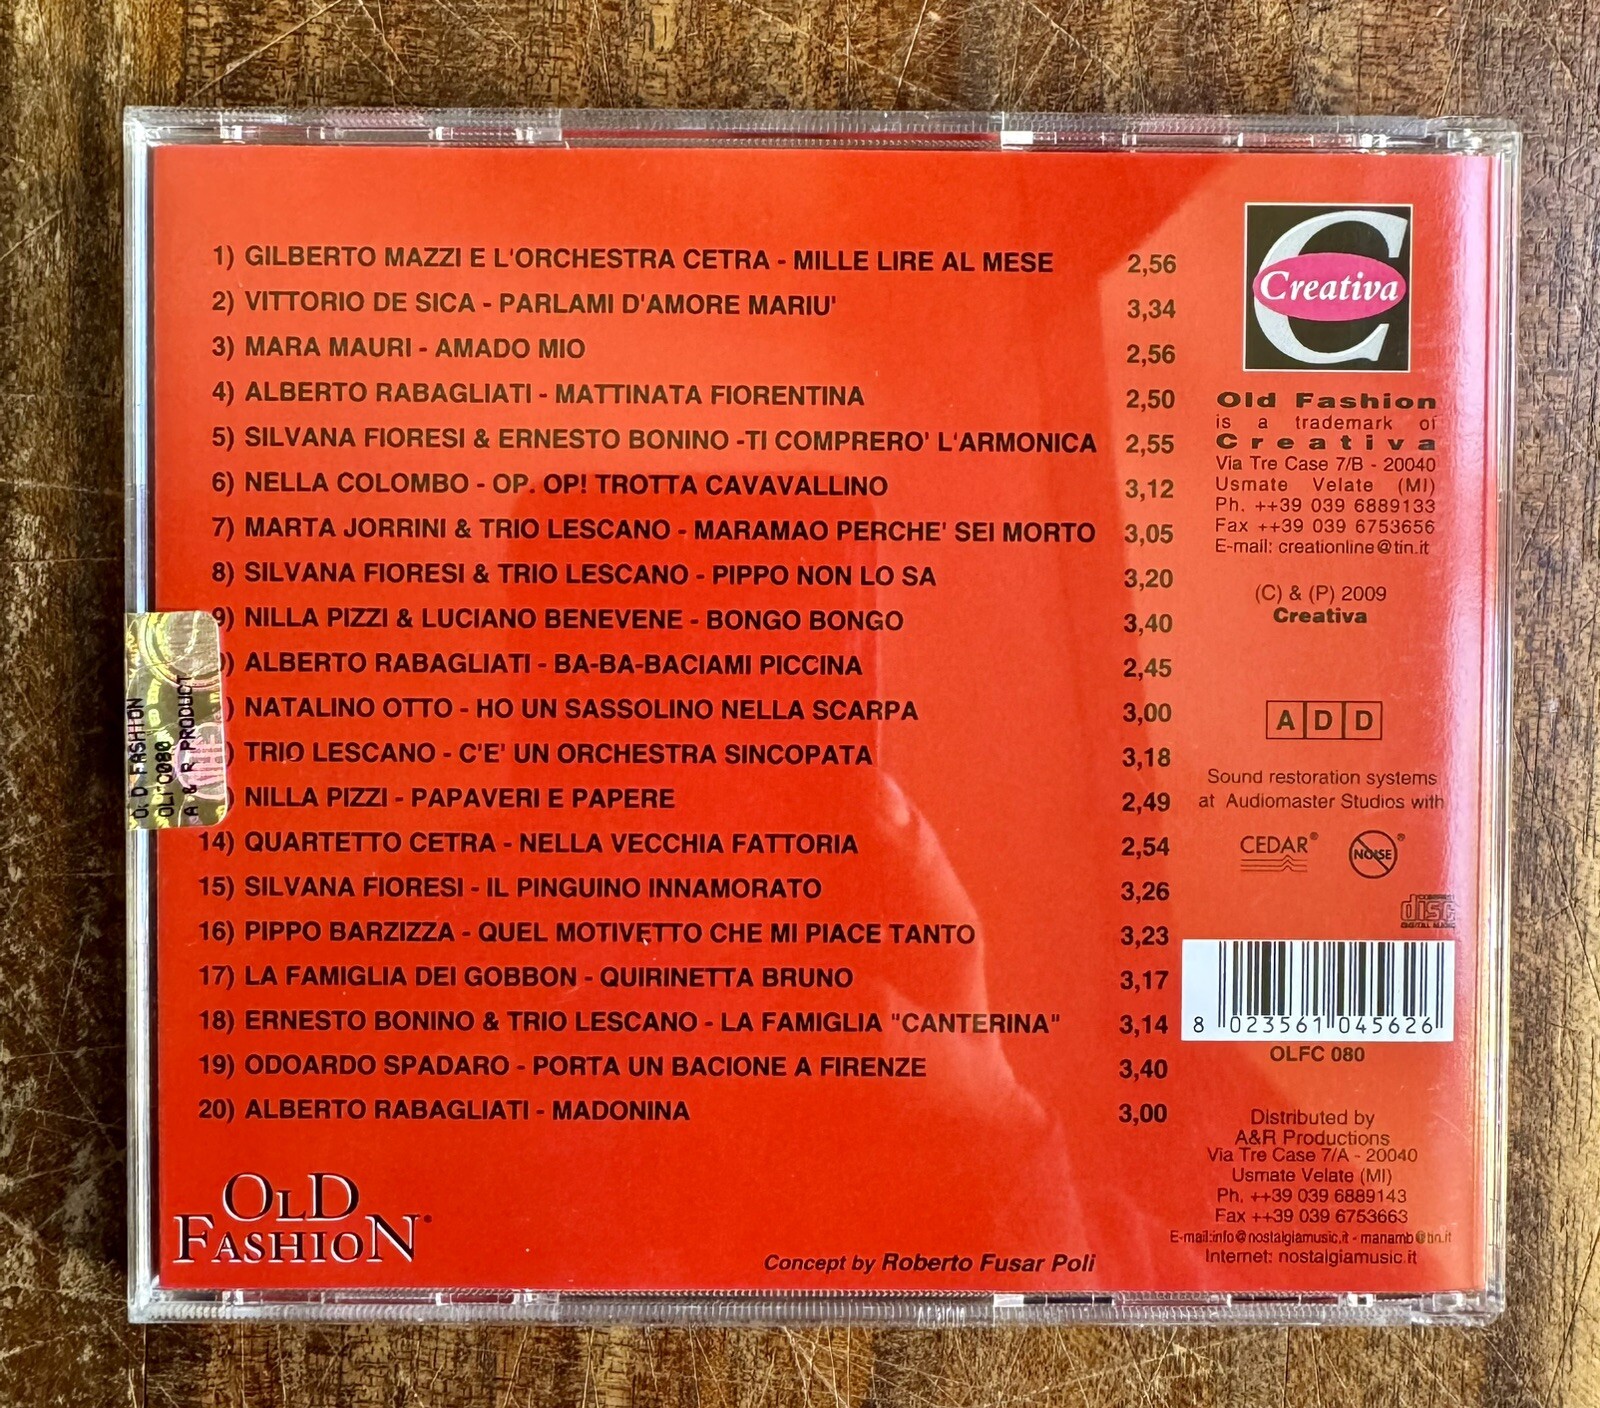 1) GILBERTO MAZZI E L'ORCHESTRA CETRA - MILLE LIRE AL MESE 2,56
2) VITTORIO DE SICA - PARLAMI D'AMORE MARIU' 3,34
3) MARA MAURI - AMADO MIO 2,56
4) ALBERTO RABAGLIATI - MATTINATA FIORENTINA 2,50
5) SILVANA FIORESI & ERNESTO BONINO -TI COMPRERO' L'ARMONICA 2,55
6) NELLA COLOMBO - OP. OP! TROTTA CAVAVALLINO 3,12
7) MARTA JORRINI & TRIO LESCANO - MARAMAO PERCHE' SEI MORTO 3,05
8) SILVANA FIORESI & TRIO LESCANO - PIPPO NON LO SA 3,20
9) NILLA PIZZI & LUCIANO BENEVENE - BONGO BONGO 3,40
) ALBERTO RABAGLIATI - BA-BA-BACIAMI PICCINA 2,45
) NATALINO OTTO - HO UN SASSOLINO NELLA SCARPA 3,00
) TRIO LESCANO - C'E' UN ORCHESTRA SINCOPATA 3,18
NILLA PIZZI - PAPAVERI E PAPERE 2,49
14) QUARTETTO CETRA - NELLA VECCHIA FATTORIA 2,54
15) SILVANA FIORESI - IL PINGUINO INNAMORATO 3,26
16) PIPPO BARZIZZA - QUEL MOTIVETTO CHE MI PIACE TANTO 3,23
17) LA FAMIGLIA DEI GOBBON - QUIRINETTA BRUNO 3,17
18) ERNESTO BONINO & TRIO LESCANO - LA FAMIGLIA "CANTERINA" 3,14
19) ODOARDO SPADARO - PORTA UN BACIONE A FIRENZE 3,40
20) ALBERTO RABAGLIATI - MADONINA 3,00
OLD FASHION
OLFC080
A & R PRODUCT
OLD
FASHION®
Concept by Roberto Fusar Poli
C
Creativa
Old Fashion
is a trademark of
Creativa
Via Tre Case 7/B - 20040
Usmate Velate (MI)
Ph. ++39 039 6889133
Fax ++39 039 6753656
E-mail: creationline@tin.it
(C) & (P) 2009
Creativa
ADD
Sound restoration systems
at Audiomaster Studios with
CEDAR® NOISE®
disc
DIGITAL AUDIO
8 023561 045626
OLFC 080
Distributed by
A&R Productions
Via Tre Case 7/A - 20040
Usmate Velate (MI)
Ph. ++39 039 6889143
Fax ++39 039 6753663
E-mail:info@nostalgiamusic.it - manamb@tin.it
Internet: nostalgiamusic.it